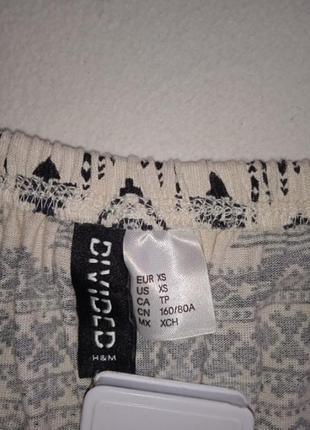 DIVIDED
H&M
EUR XS
US XS
CA TP
CN 160/80A
MX XCH